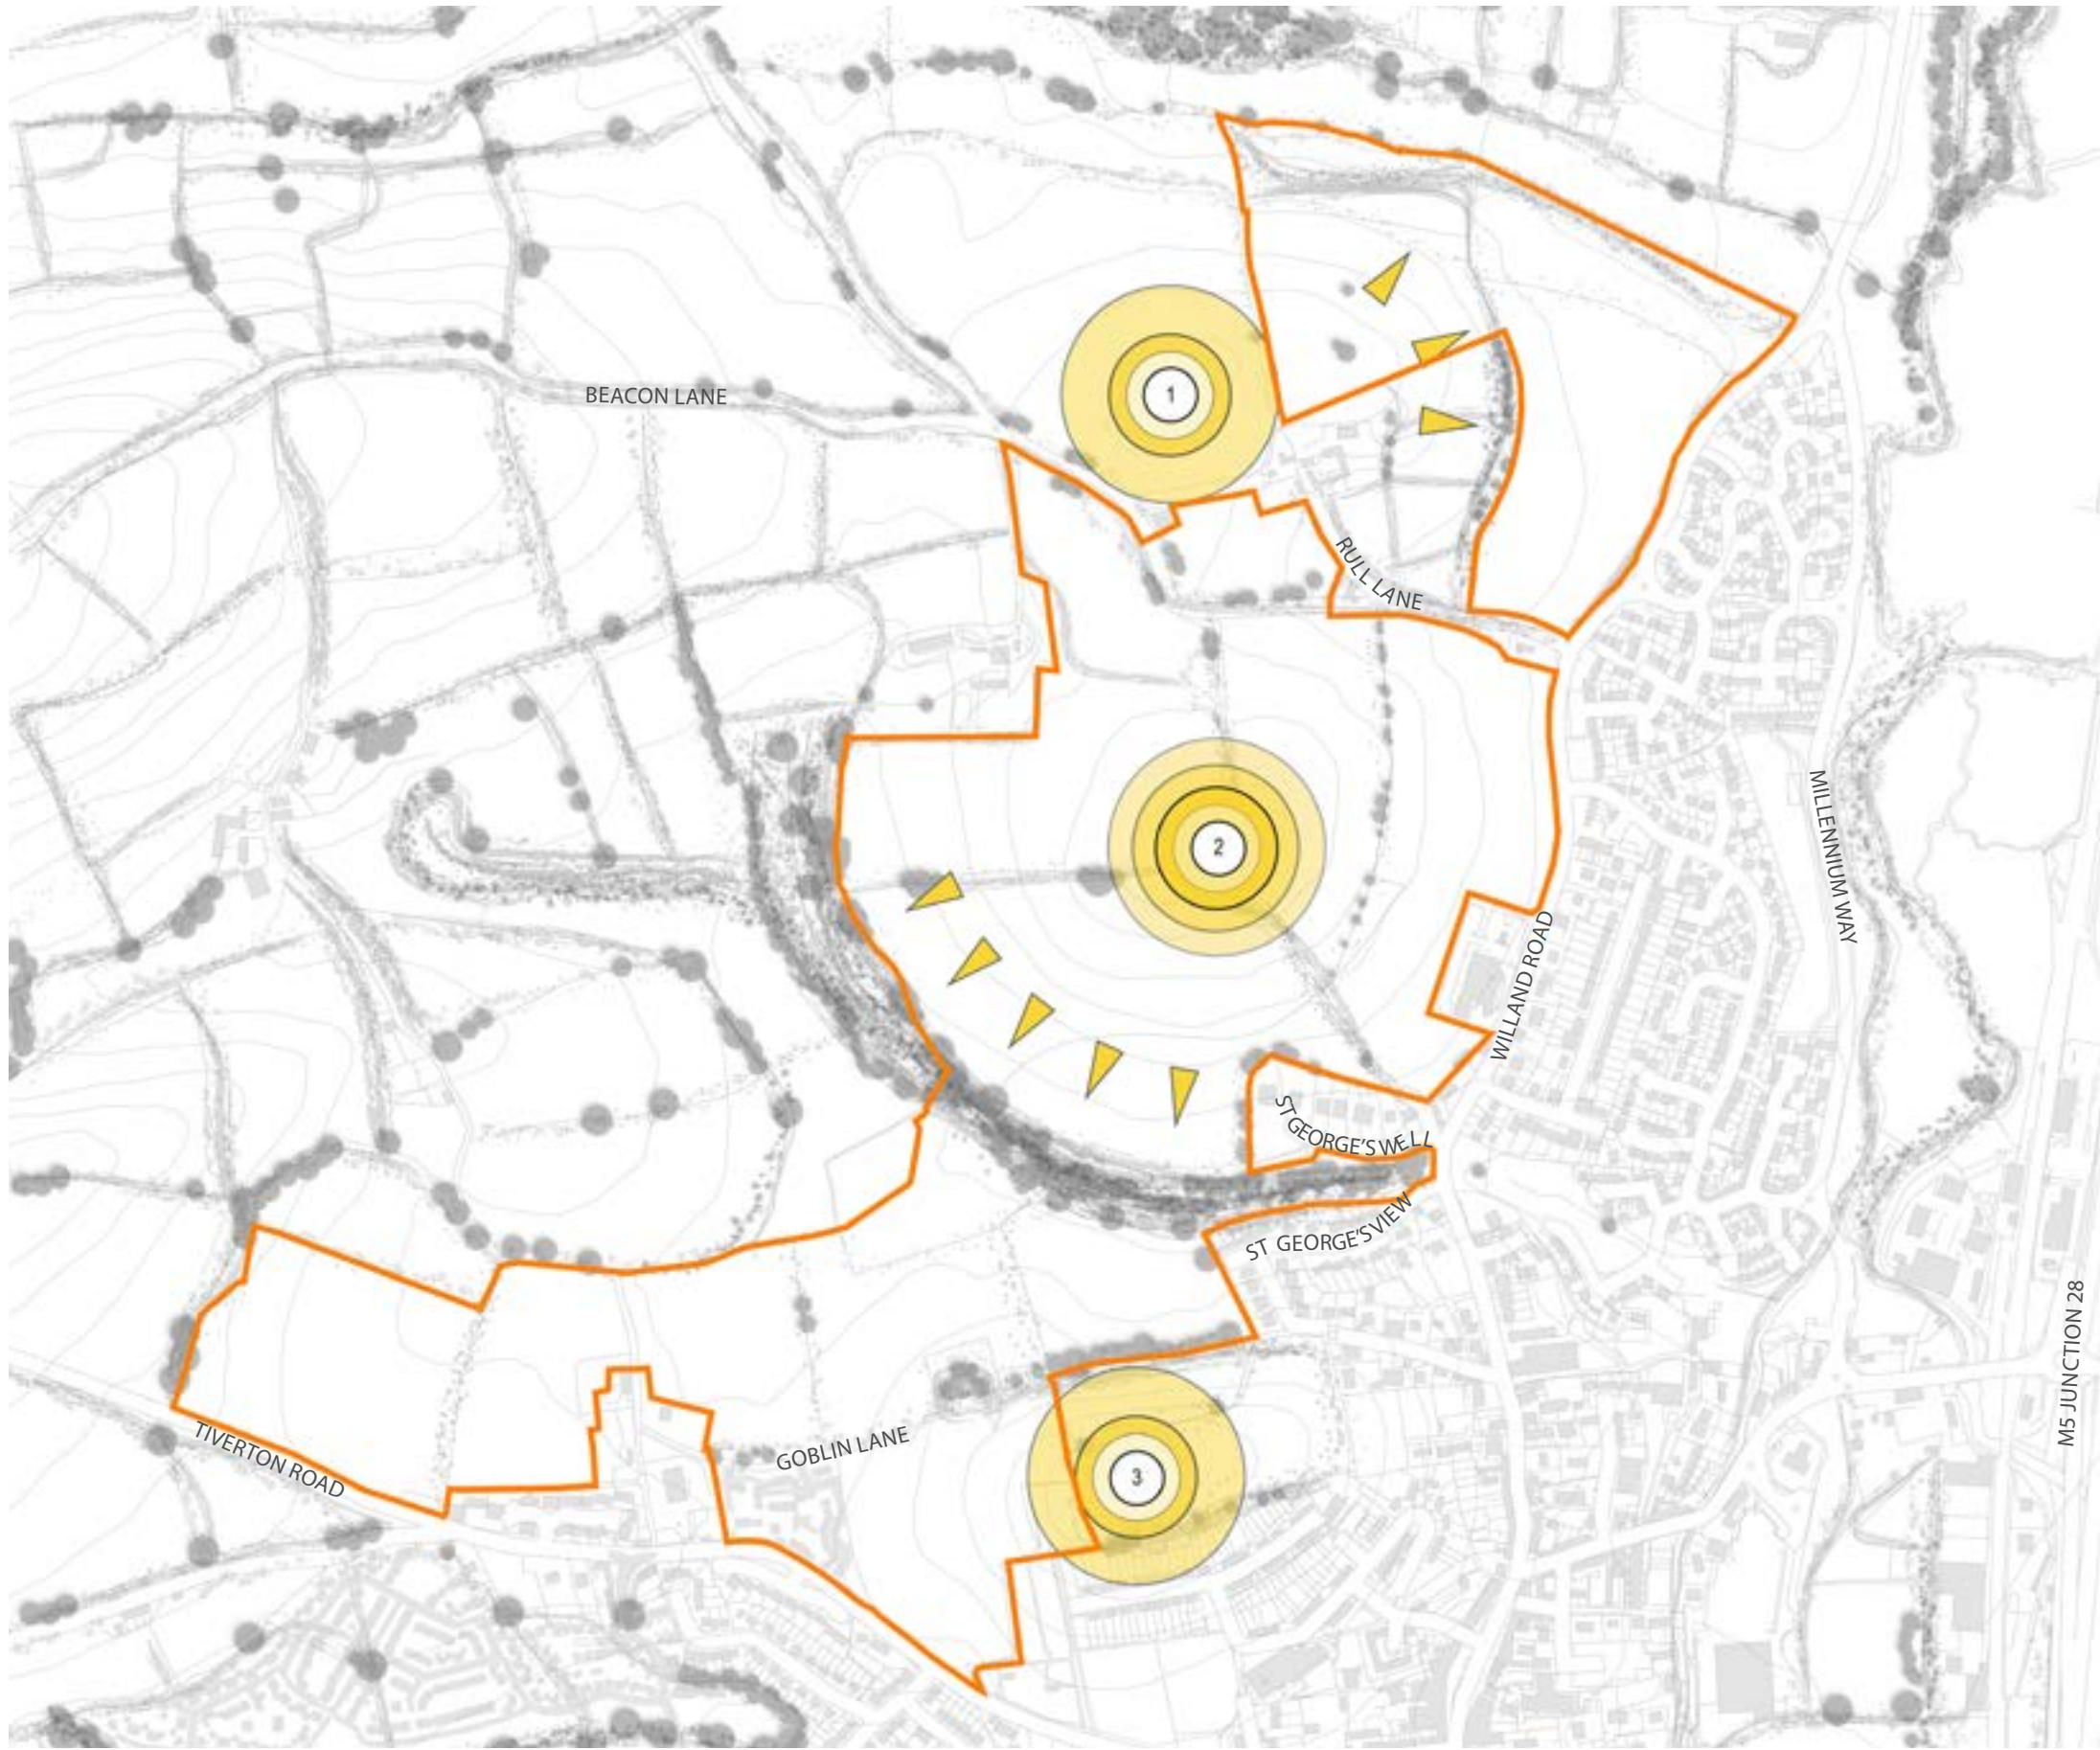 BEACON LANE
1
RULL LANE
2
MILLENNIUM WAY
WILLAND ROAD
ST GEORGE'S WELL
ST GEORGE'S VIEW
M5 JUNCTION 28
TIVERTON ROAD
GOBLIN LANE
3